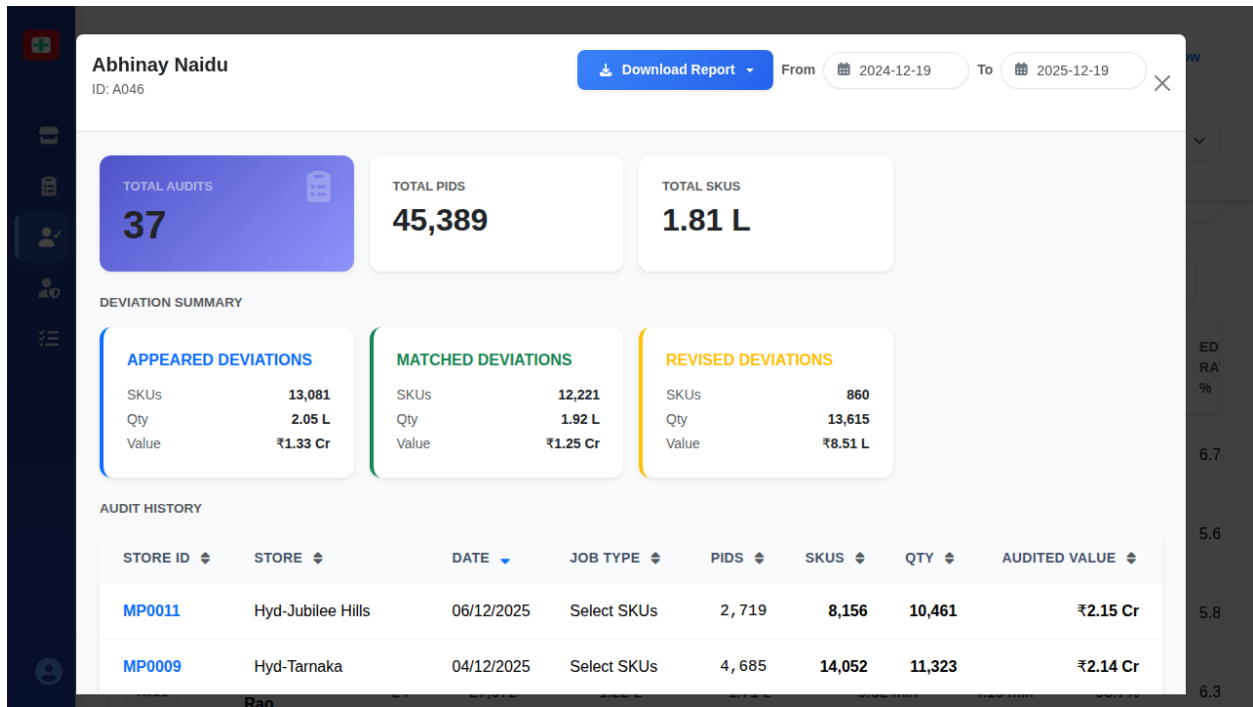 Abhinay Naidu
ID: A046
Download Report
From 2024-12-19 To 2025-12-19
TOTAL AUDITS
37
TOTAL PIDS
45,389
TOTAL SKUS
1.81 L
DEVIATION SUMMARY
APPEARED DEVIATIONS
SKUs 13,081
Qty 2.05 L
Value ₹1.33 Cr
MATCHED DEVIATIONS
SKUs 12,221
Qty 1.92 L
Value ₹1.25 Cr
REVISED DEVIATIONS
SKUs 860
Qty 13,615
Value ₹8.51 L
AUDIT HISTORY
STORE ID STORE DATE JOB TYPE PIDS SKUS QTY AUDITED VALUE
MP0011 Hyd-Jubilee Hills 06/12/2025 Select SKUs 2,719 8,156 10,461 ₹2.15 Cr
MP0009 Hyd-Tarnaka 04/12/2025 Select SKUs 4,685 14,052 11,323 ₹2.14 Cr
ED
RA
%
6.7
5.6
5.8
6.3
Rao